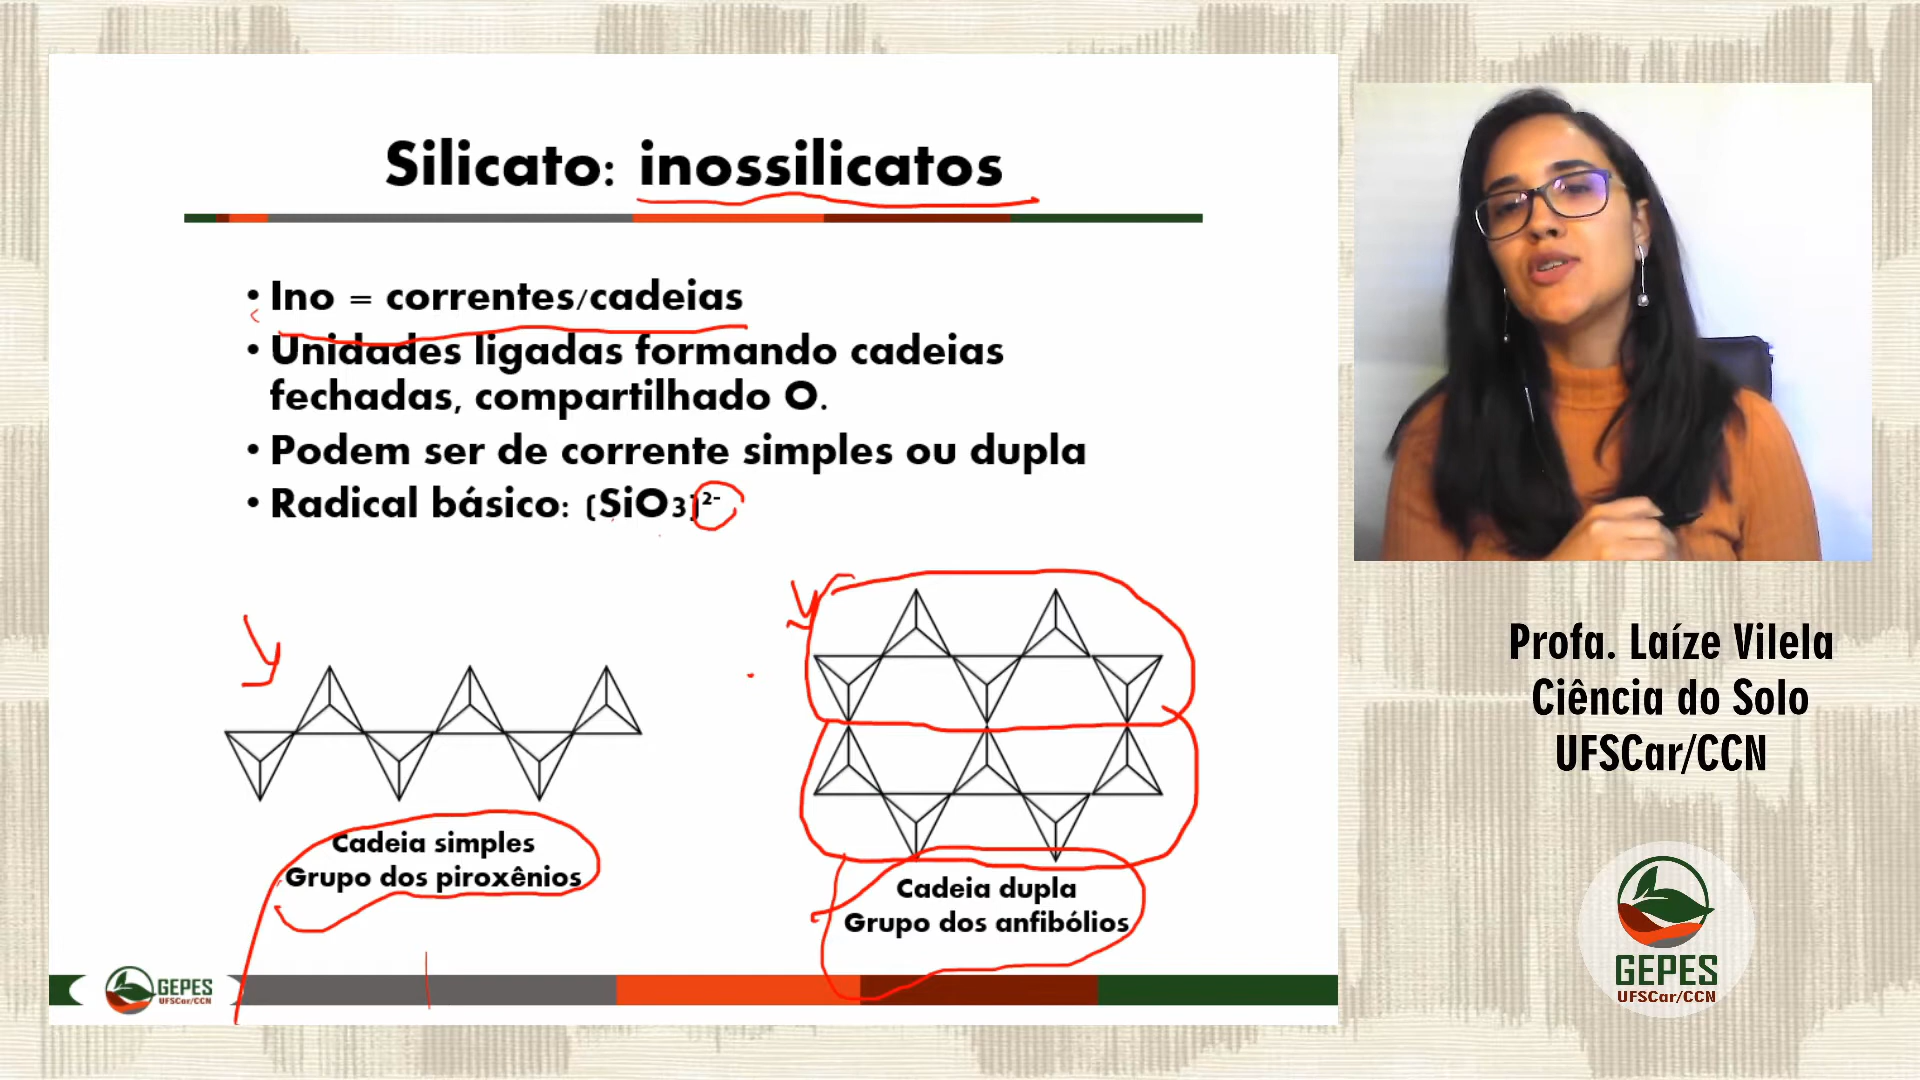 Silicato: inossilicatos
• Ino = correntes/cadeias
• Unidades ligadas formando cadeias
fechadas, compartilhado O.
• Podem ser de corrente simples ou dupla
• Radical básico: (SiO3)²⁻
Cadeia simples
Grupo dos piroxênios
Cadeia dupla
Grupo dos anfibólios
GEPES
UFSCar/CCN
Profa. Laíze Vilela
Ciência do Solo
UFSCar/CCN
GEPES
UFSCar/CCN